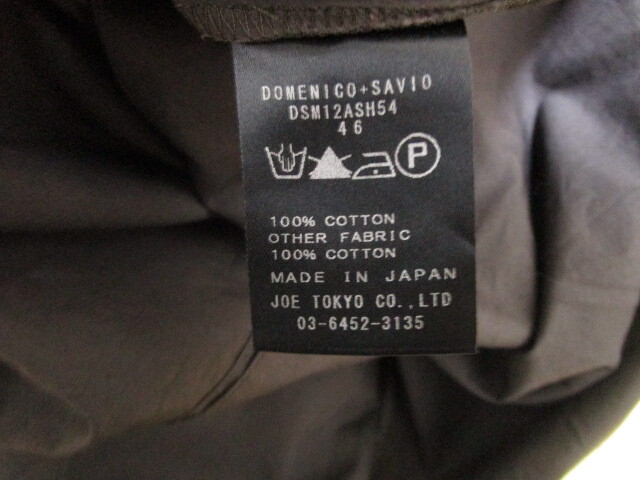 DOMENICO+SAVIO
DSM12ASH54
46
P
100% COTTON
OTHER FABRIC
100% COTTON
MADE IN JAPAN
JOE TOKYO CO.,LTD
03-6452-3135